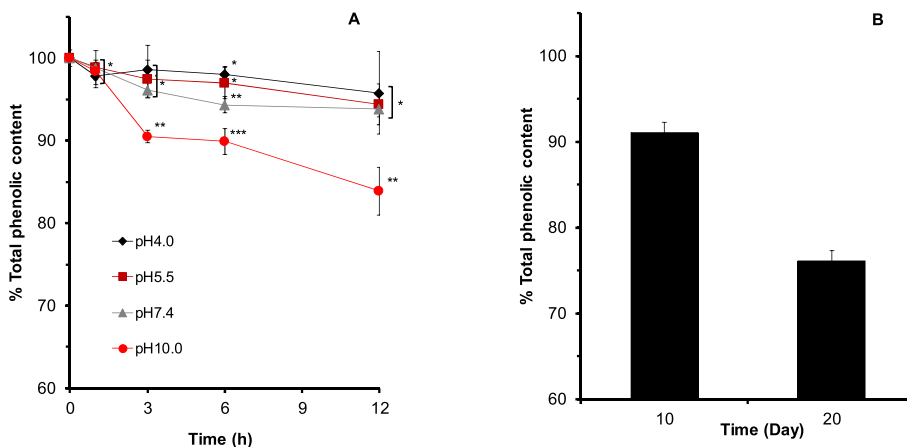 A
% Total phenolic content
100
90
80
70
60
*
*
*
*
**
*
**
***
**
pH4.0
pH5.5
pH7.4
pH10.0
0
3
6
9
12
Time (h)
B
% Total phenolic content
100
90
80
70
60
10
20
Time (Day)